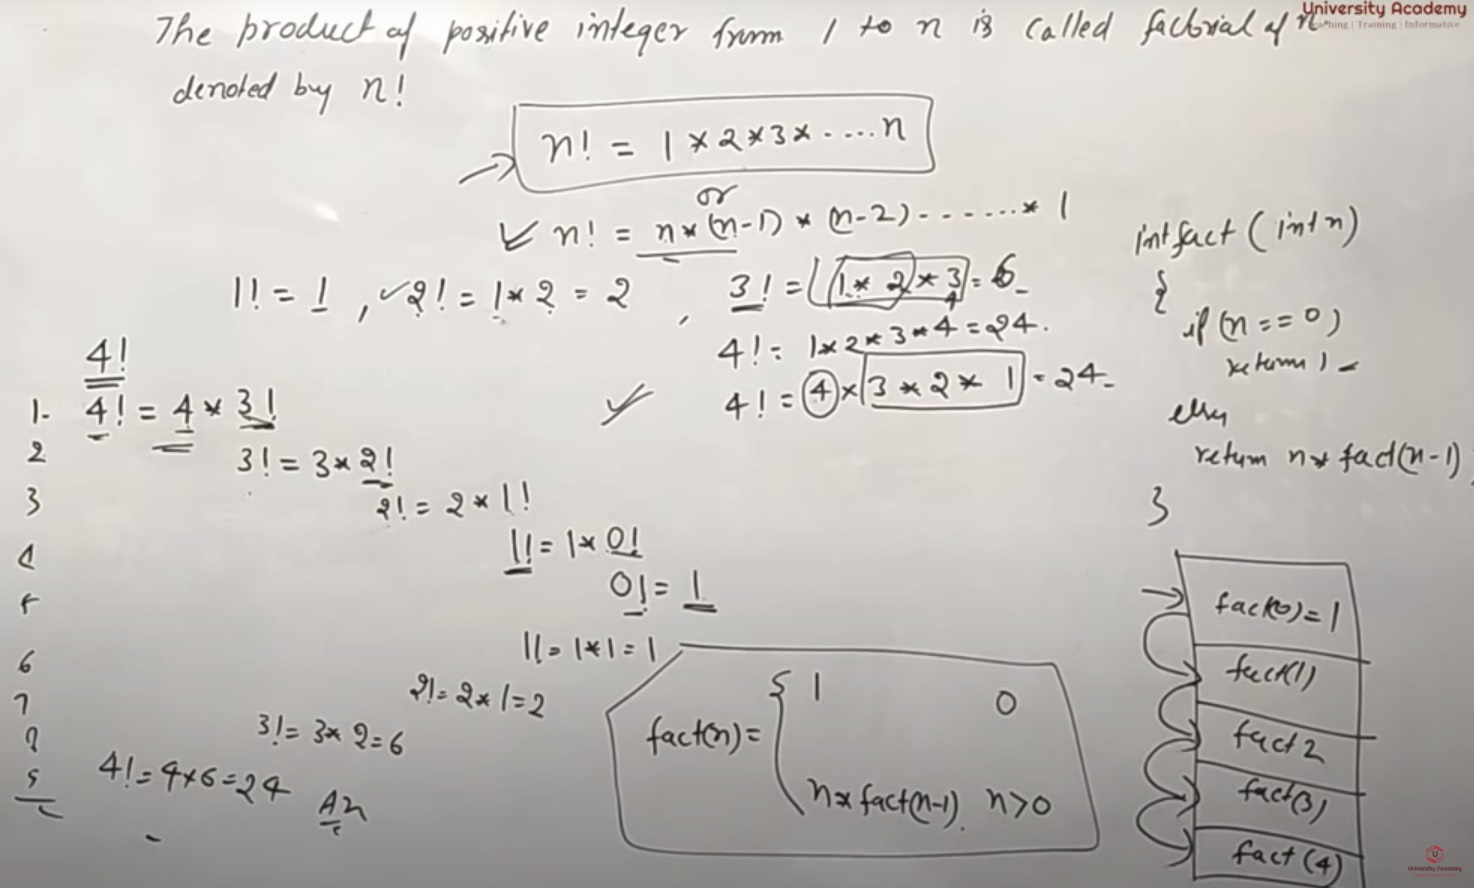 University Academy
Teaching | Training | Informative
The product of positive integer from 1 to n is called factorial of n
denoted by n!
n! = 1 * 2 * 3 * ....n
or
n! = n * (n-1) * (n-2) ....... * 1
1! = 1 , 2! = 1 * 2 = 2 , 3! = 1 * 2 * 3 = 6
4! = 1 * 2 * 3 * 4 = 24.
4! = 4 * 3 * 2 * 1 = 24
4!
1. 4! = 4 * 3!
2 3! = 3 * 2!
3 2! = 2 * 1!
4 1! = 1 * 0!
5 0! = 1
6 1! = 1 * 1 = 1
7 2! = 2 * 1 = 2
8 3! = 3 * 2 = 6
9 4! = 4 * 6 = 24
int fact (int n)
{
if (n == 0)
return 1
else
return n * fact(n-1);
}
fact(n) = { 1 0
n * fact(n-1), n > 0
fact(0) = 1
fact(1)
fact 2
fact(3)
fact (4)
University Academy